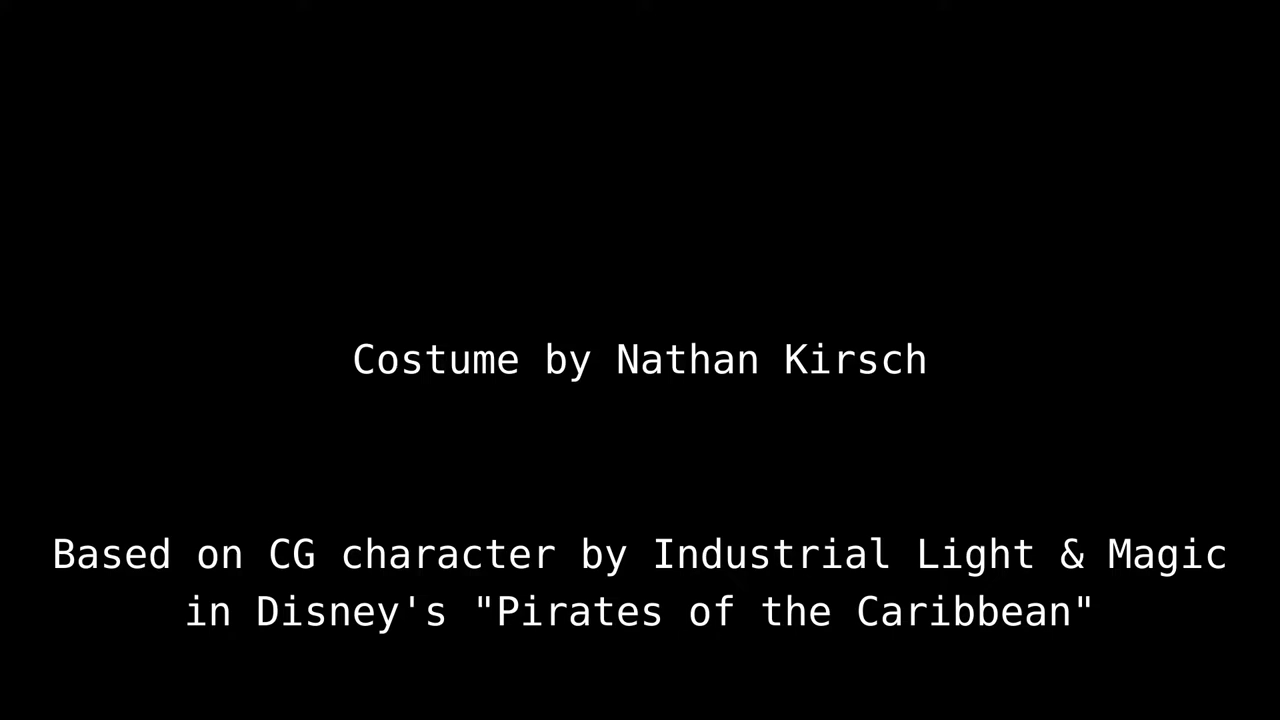 Costume by Nathan Kirsch
Based on CG character by Industrial Light & Magic
in Disney's "Pirates of the Caribbean"